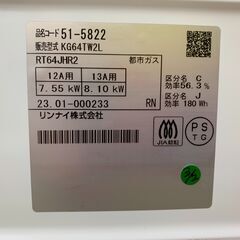 品名コード 51-5822
販売型式 KG64TW2L
RT64JHR2 都市ガス
12A用 13A用
7.55 kW 8.10 kW
区分名 C
効率56.3 %
区分名 J
効率 180 Wh
23.01-000233 RN
リンナイ株式会社
JIA認証
PS
TG